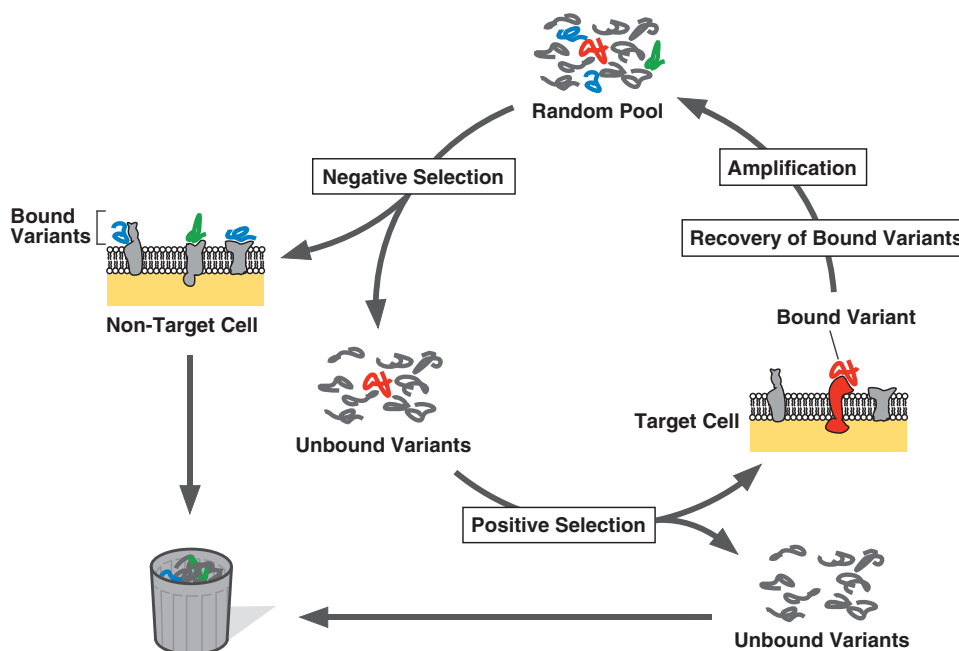 Random Pool
Negative Selection
Amplification
Bound
Variants
Recovery of Bound Variants
Non-Target Cell
Bound Variant
Unbound Variants
Target Cell
Positive Selection
Unbound Variants